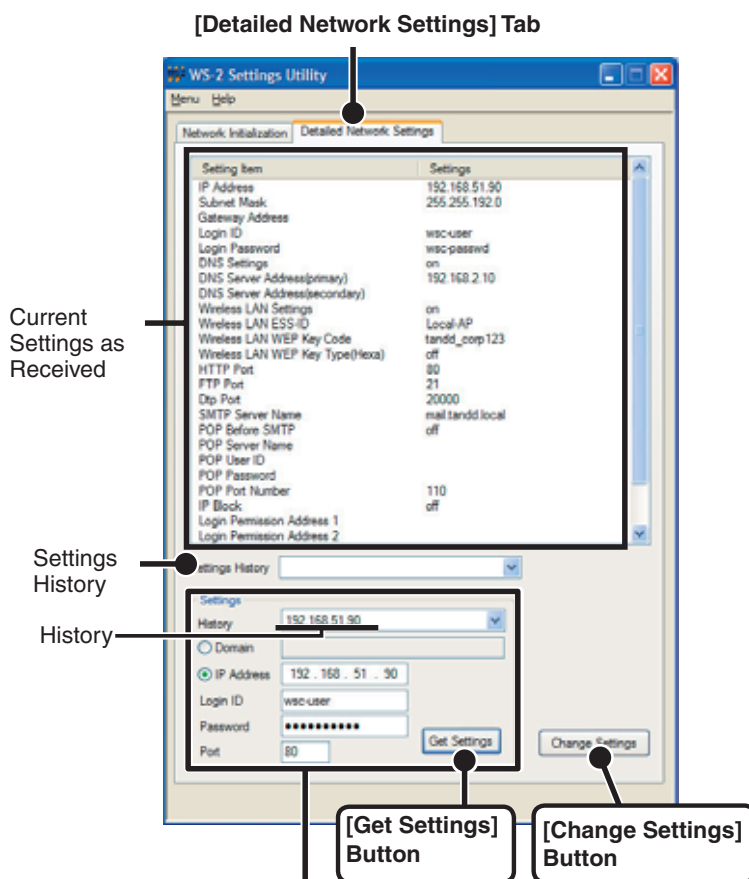 [Detailed Network Settings] Tab
WS-2 Settings Utility
Menu Help
Network Initialization Detailed Network Settings
Setting Item Settings
IP Address 192.168.51.90
Subnet Mask 255.255.192.0
Gateway Address
Login ID wsc-user
Login Password wsc-passwd
DNS Settings on
DNS Server Address(primary) 192.168.2.10
DNS Server Address(secondary)
Wireless LAN Settings on
Wireless LAN ESS-ID Local-AP
Wireless LAN WEP Key Code tandd_corp123
Wireless LAN WEP Key Type(Hexa) off
HTTP Port 80
FTP Port 21
Dtp Port 20000
SMTP Server Name mail.tandd.local
POP Before SMTP off
POP Server Name
POP User ID
POP Password
POP Port Number 110
IP Block off
Login Permission Address 1
Login Permission Address 2
Current
Settings as
Received
Settings
History
ettings History
Settings
History 192.168.51.90
History
Domain
IP Address 192 . 168 . 51 . 90
Login ID wsc-user
Password ●●●●●●●●●●
Port 80
Get Settings Change Settings
[Get Settings]
Button
[Change Settings]
Button